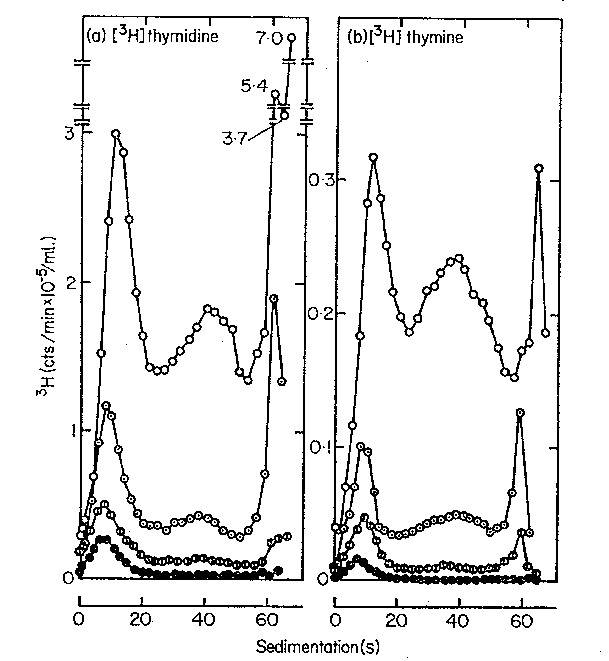 (a) [³H] thymidine
7·0
5·4
3·7
3
2
1
0
0 20 40 60
³H (cts/min×10⁻⁵/ml.)
(b) [³H] thymine
0·3
0·2
0·1
0
0 20 40 60
Sedimentation (s)